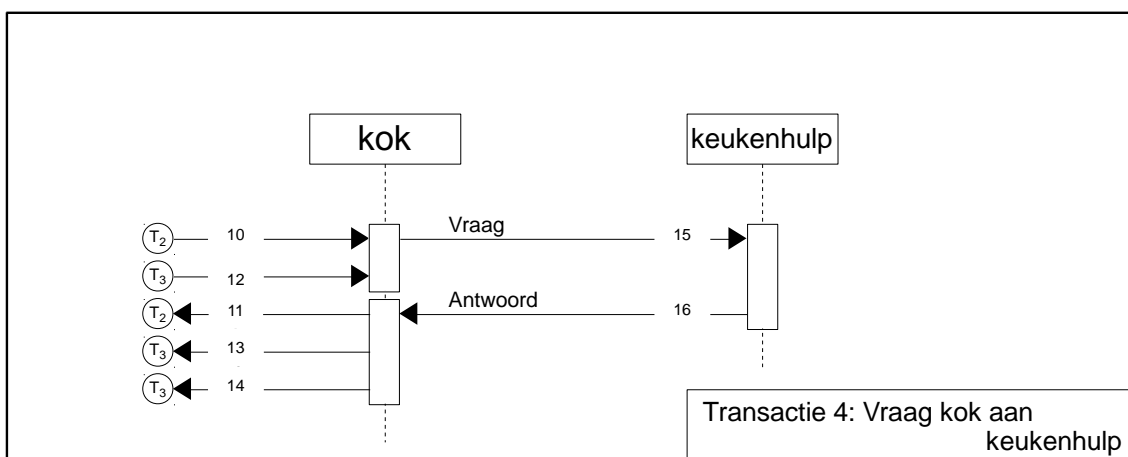 kok keukenhulp
Vraag
T2 10 15
T3 12
Antwoord
T2 11 16
T3 13
T3 14
Transactie 4: Vraag kok aan
keukenhulp